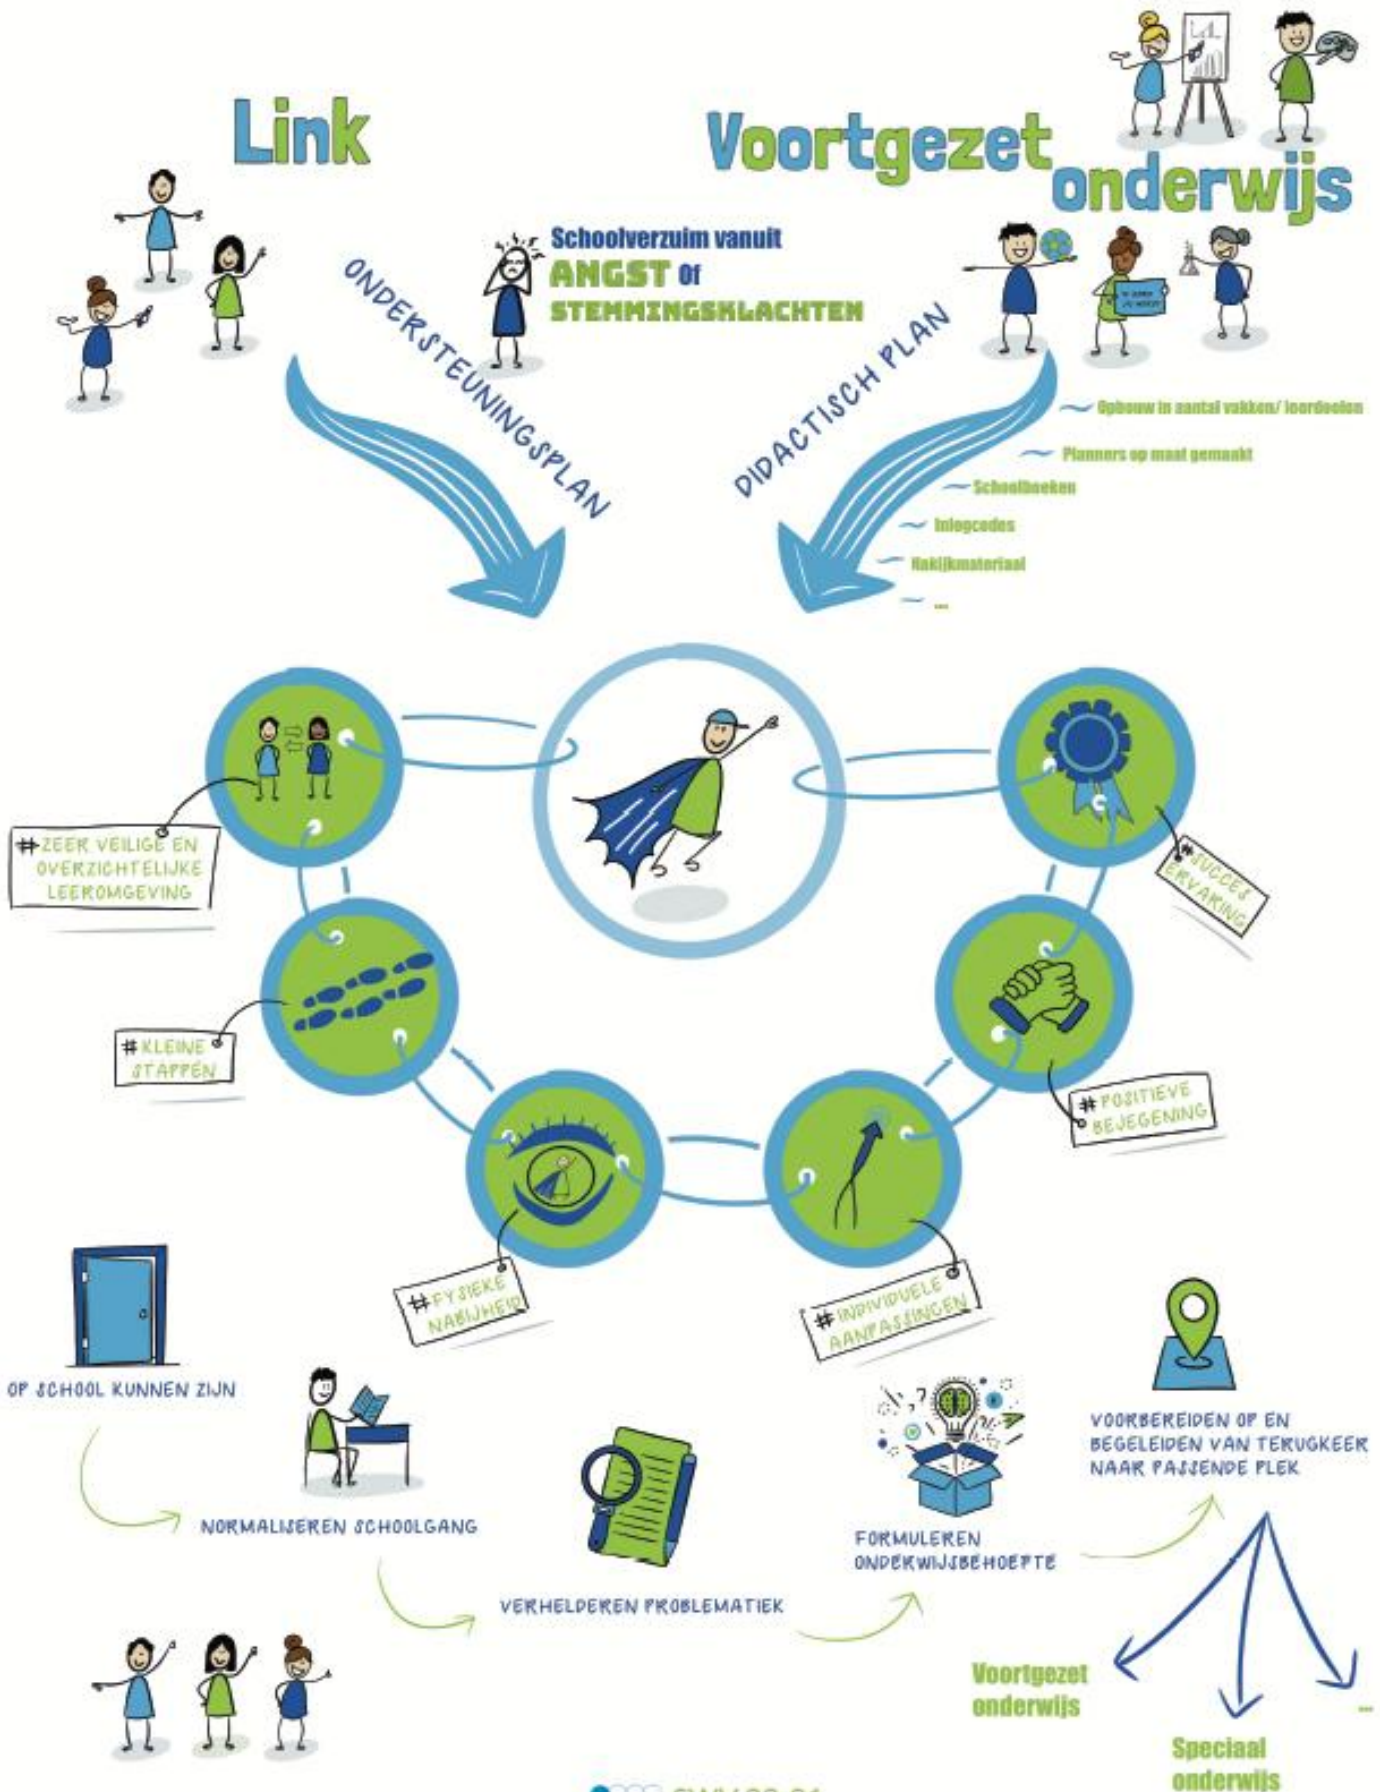 Link
Voortgezet
onderwijs
Schoolverzuim vanuit
ANGST Of
STEMMINGSKLACHTEN
ONDERSTEUNINGSPLAN
DIDACTISCH PLAN
Opbouw in aantal vakken/ leerdoelen
Planners op maat gemaakt
Schoolboeken
Inlogcodes
Nakijkmateriaal
...
#ZEER VEILIGE EN
OVERZICHTELIJKE
LEEROMGEVING
#SUCCES
ERVARING
#KLEINE
STAPPEN
#POSITIEVE
BEJEGENING
#FYSIEKE
NABIJHEID
#INDIVIDUELE
AANPASSINGEN
OP SCHOOL KUNNEN ZIJN
NORMALISEREN SCHOOLGANG
VERHELDEREN PROBLEMATIEK
FORMULEREN
ONDERWIJSBEHOEFTE
VOORBEREIDEN OP EN
BEGELEIDEN VAN TERUGKEER
NAAR PASSENDE PLEK
Voortgezet
onderwijs
Speciaal
onderwijs
...